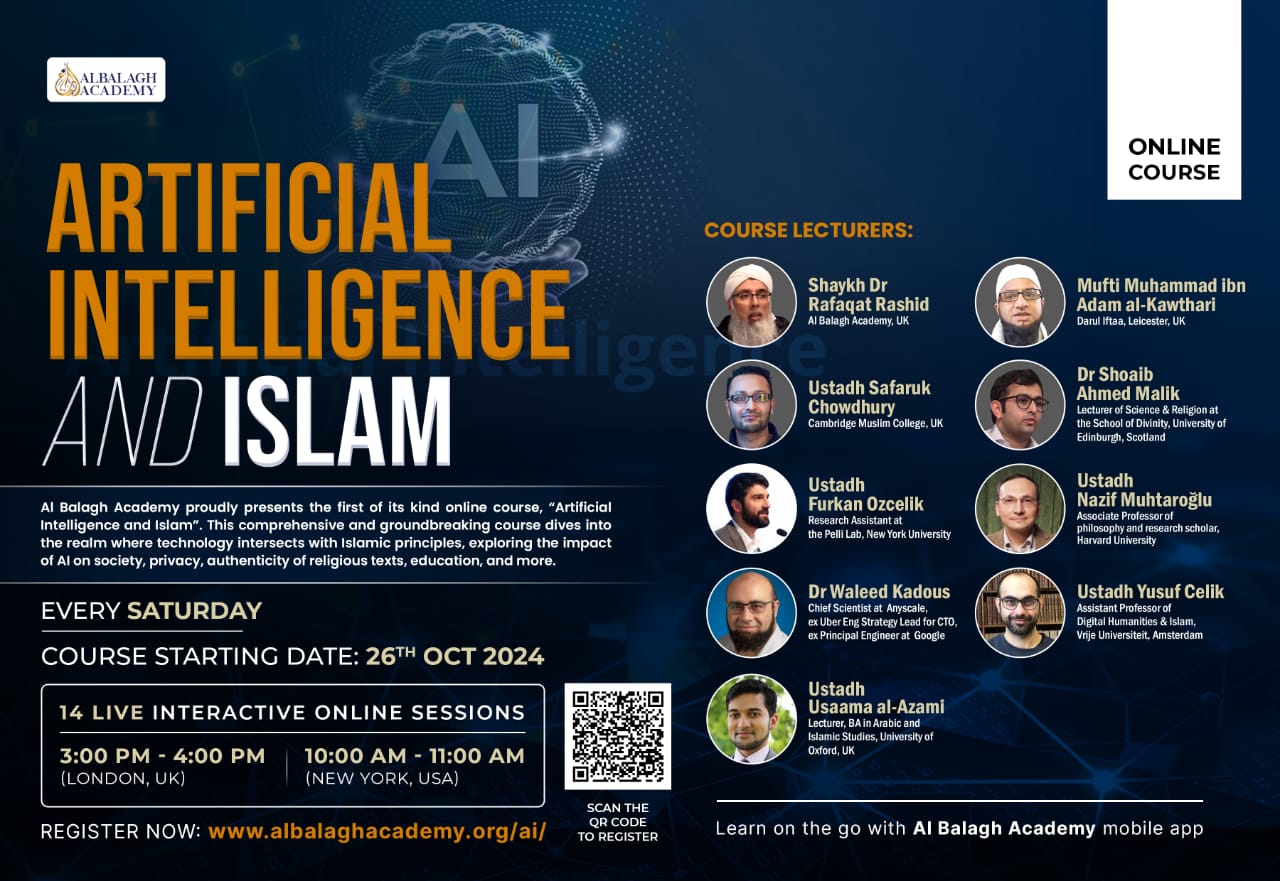 ALBALAGH
ACADEMY
AI
ONLINE
COURSE
ARTIFICIAL
INTELLIGENCE
AND ISLAM
Artificial Intelligence
Al Balagh Academy proudly presents the first of its kind online course, “Artificial
Intelligence and Islam”. This comprehensive and groundbreaking course dives into
the realm where technology intersects with Islamic principles, exploring the impact
of AI on society, privacy, authenticity of religious texts, education, and more.
EVERY SATURDAY
COURSE STARTING DATE: 26TH OCT 2024
14 LIVE INTERACTIVE ONLINE SESSIONS
3:00 PM - 4:00 PM
(LONDON, UK)
10:00 AM - 11:00 AM
(NEW YORK, USA)
REGISTER NOW: www.albalaghacademy.org/ai/
SCAN THE
QR CODE
TO REGISTER
COURSE LECTURERS:
Shaykh Dr
Rafaqat Rashid
Al Balagh Academy, UK
Mufti Muhammad ibn
Adam al-Kawthari
Darul Iftaa, Leicester, UK
Ustadh Safaruk
Chowdhury
Cambridge Muslim College, UK
Dr Shoaib
Ahmed Malik
Lecturer of Science & Religion at
the School of Divinity, University of
Edinburgh, Scotland
Ustadh
Furkan Ozcelik
Research Assistant at
the Pelli Lab, New York University
Ustadh
Nazif Muhtaroğlu
Associate Professor of
philosophy and research scholar,
Harvard University
Dr Waleed Kadous
Chief Scientist at Anyscale,
ex Uber Eng Strategy Lead for CTO,
ex Principal Engineer at Google
Ustadh Yusuf Celik
Assistant Professor of
Digital Humanities & Islam,
Vrije Universiteit, Amsterdam
Ustadh
Usaama al-Azami
Lecturer, BA in Arabic and
Islamic Studies, University of
Oxford, UK
Learn on the go with Al Balagh Academy mobile app